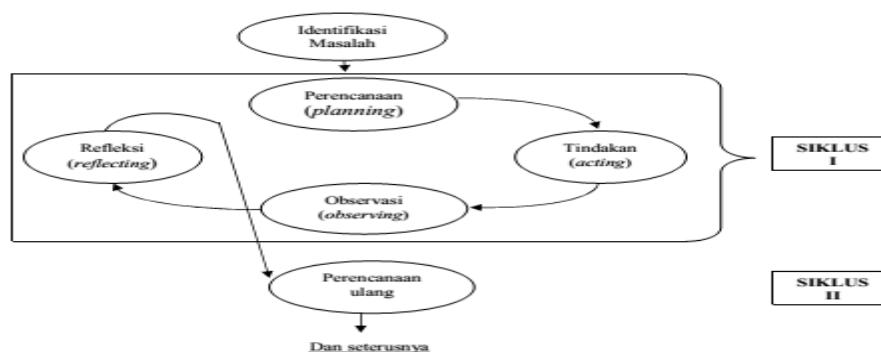 Identifikasi
Masalah
Perencanaan
(planning)
Refleksi
(reflecting)
Tindakan
(acting)
SIKLUS
I
Observasi
(observing)
Perencanaan
ulang
SIKLUS
II
Dan seterusnya